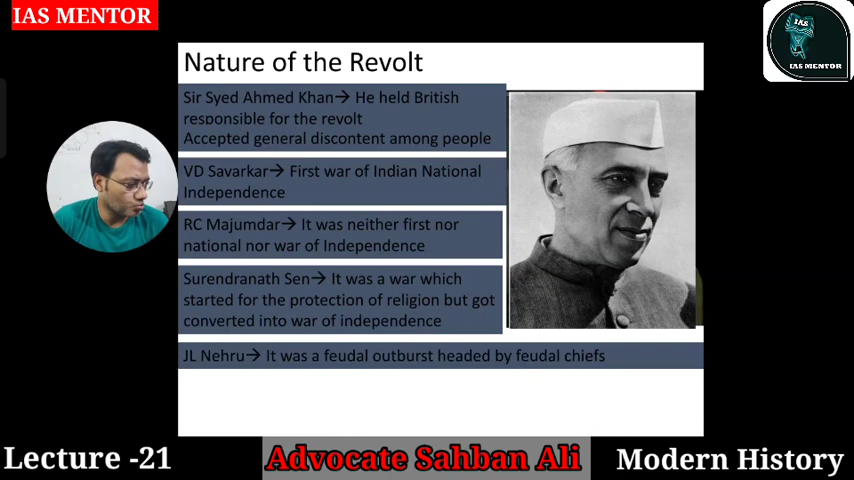 IAS MENTOR
IAS
IAS MENTOR
Nature of the Revolt
Sir Syed Ahmed Khan→ He held British
responsible for the revolt
Accepted general discontent among people
VD Savarkar→ First war of Indian National
Independence
RC Majumdar→ It was neither first nor
national nor war of Independence
Surendranath Sen→ It was a war which
started for the protection of religion but got
converted into war of independence
JL Nehru→ It was a feudal outburst headed by feudal chiefs
Lecture -21
Advocate Sahban Ali
Modern History